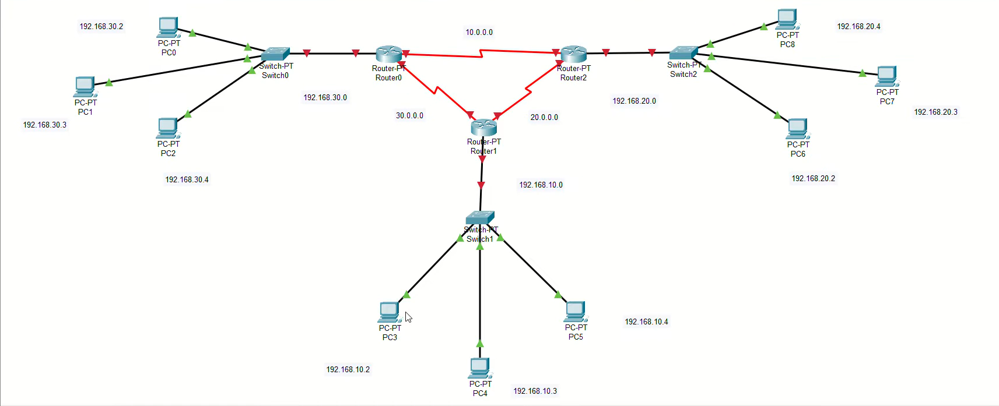 192.168.30.2
PC-PT
PC0
PC-PT
PC1
192.168.30.3
PC-PT
PC2
192.168.30.4
Switch-PT
Switch0
192.168.30.0
Router-PT
Router0
10.0.0.0
30.0.0.0
Router-PT
Router2
20.0.0.0
192.168.20.0
Router-PT
Router1
192.168.10.0
Switch-PT
Switch2
PC-PT
PC8
192.168.20.4
PC-PT
PC7
192.168.20.3
PC-PT
PC6
192.168.20.2
Switch-PT
Switch1
PC-PT
PC3
192.168.10.2
PC-PT
PC4
192.168.10.3
PC-PT
PC5
192.168.10.4